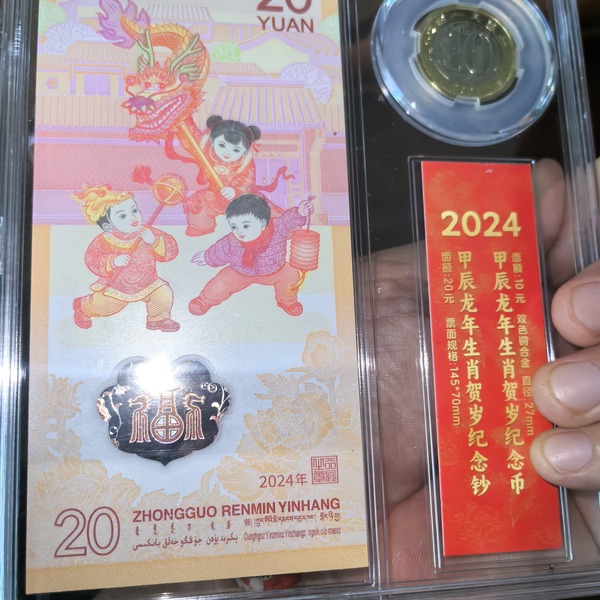 20
YUAN
2024年
20
ZHONGGUO RENMIN YINHANG
10
2024
面额:10元 双色铜合金 直径:27mm
甲辰龙年生肖贺岁纪念币
面额:20元 票面规格:145*70mm
甲辰龙年生肖贺岁纪念钞